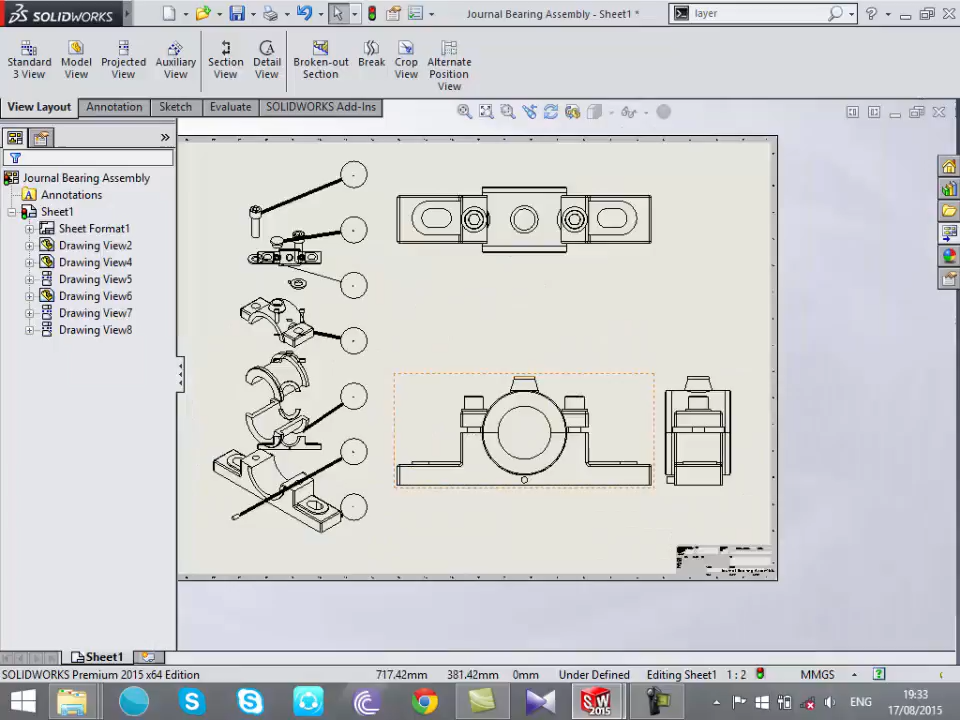 SOLIDWORKS
Journal Bearing Assembly - Sheet1 *
layer
Standard 3 View
Model View
Projected View
Auxiliary View
Section View
Detail View
Broken-out Section
Break
Crop View
Alternate Position View
View Layout
Annotation
Sketch
Evaluate
SOLIDWORKS Add-Ins
Journal Bearing Assembly
Annotations
Sheet1
Sheet Format1
Drawing View2
Drawing View4
Drawing View5
Drawing View6
Drawing View7
Drawing View8
Sheet1
SOLIDWORKS Premium 2015 x64 Edition
717.42mm
381.42mm
0mm
Under Defined
Editing Sheet1
1 : 2
MMGS
ENG
19:33
17/08/2015